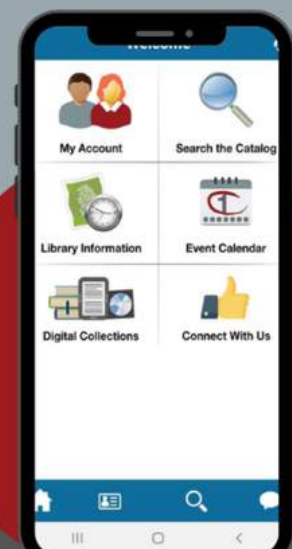 Welcome
My Account
Search the Catalog
Library Information
Event Calendar
Digital Collections
Connect With Us